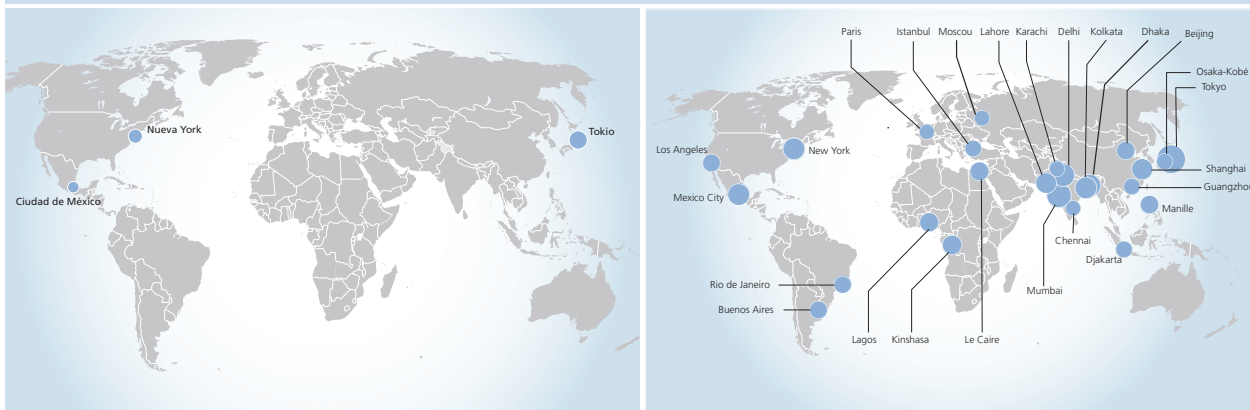 Nueva York
Tokio
Ciudad de México
Paris
Istanbul
Moscou
Lahore
Karachi
Delhi
Kolkata
Dhaka
Beijing
Osaka-Kobé
Tokyo
Los Angeles
New York
Shanghai
Mexico City
Guangzhou
Manille
Chennai
Djakarta
Rio de Janeiro
Mumbai
Buenos Aires
Lagos
Kinshasa
Le Caire